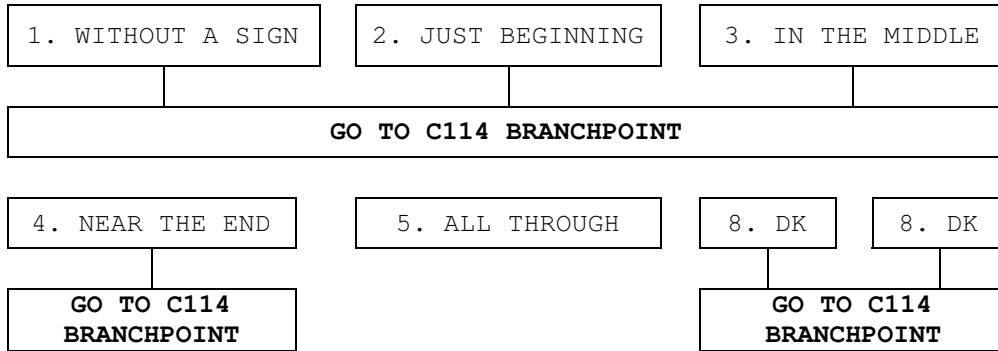 1. WITHOUT A SIGN 2. JUST BEGINNING 3. IN THE MIDDLE
GO TO C114 BRANCHPOINT
4. NEAR THE END 5. ALL THROUGH 8. DK 8. DK
GO TO C114 GO TO C114
BRANCHPOINT BRANCHPOINT